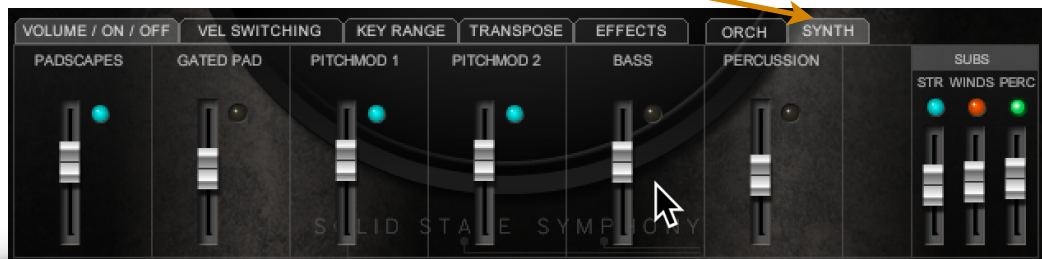 VOLUME / ON / OFF VEL SWITCHING KEY RANGE TRANSPOSE EFFECTS ORCH SYNTH
PADSCAPES GATED PAD PITCHMOD 1 PITCHMOD 2 BASS PERCUSSION SUBS
STR WINDS PERC
SOLID STATE SYMPHONY